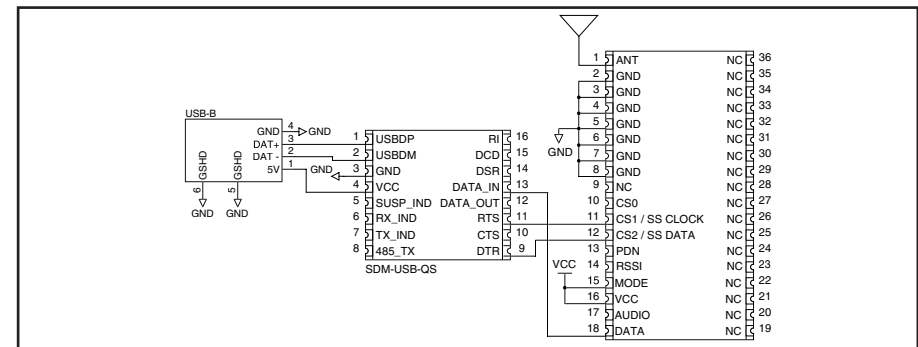 USB-B
GND 4 GND
DAT+ 3
DAT - 2
5V 1
GSHD
GSHD
6
5
GND
GND
1 USBDP RI 16
2 USBDM DCD 15
GND 3 GND DSR 14
4 VCC DATA_IN 13
5 SUSP_IND DATA_OUT 12
6 RX_IND RTS 11
7 TX_IND CTS 10
8 485_TX DTR 9
SDM-USB-QS
1 ANT NC 36
2 GND NC 35
3 GND NC 34
4 GND NC 33
5 GND NC 32
6 GND NC 31
GND
7 GND NC 30
8 GND NC 29
9 NC NC 28
10 CS0 NC 27
11 CS1 / SS CLOCK NC 26
12 CS2 / SS DATA NC 25
13 PDN NC 24
VCC
14 RSSI NC 23
15 MODE NC 22
16 VCC NC 21
17 AUDIO NC 20
18 DATA NC 19